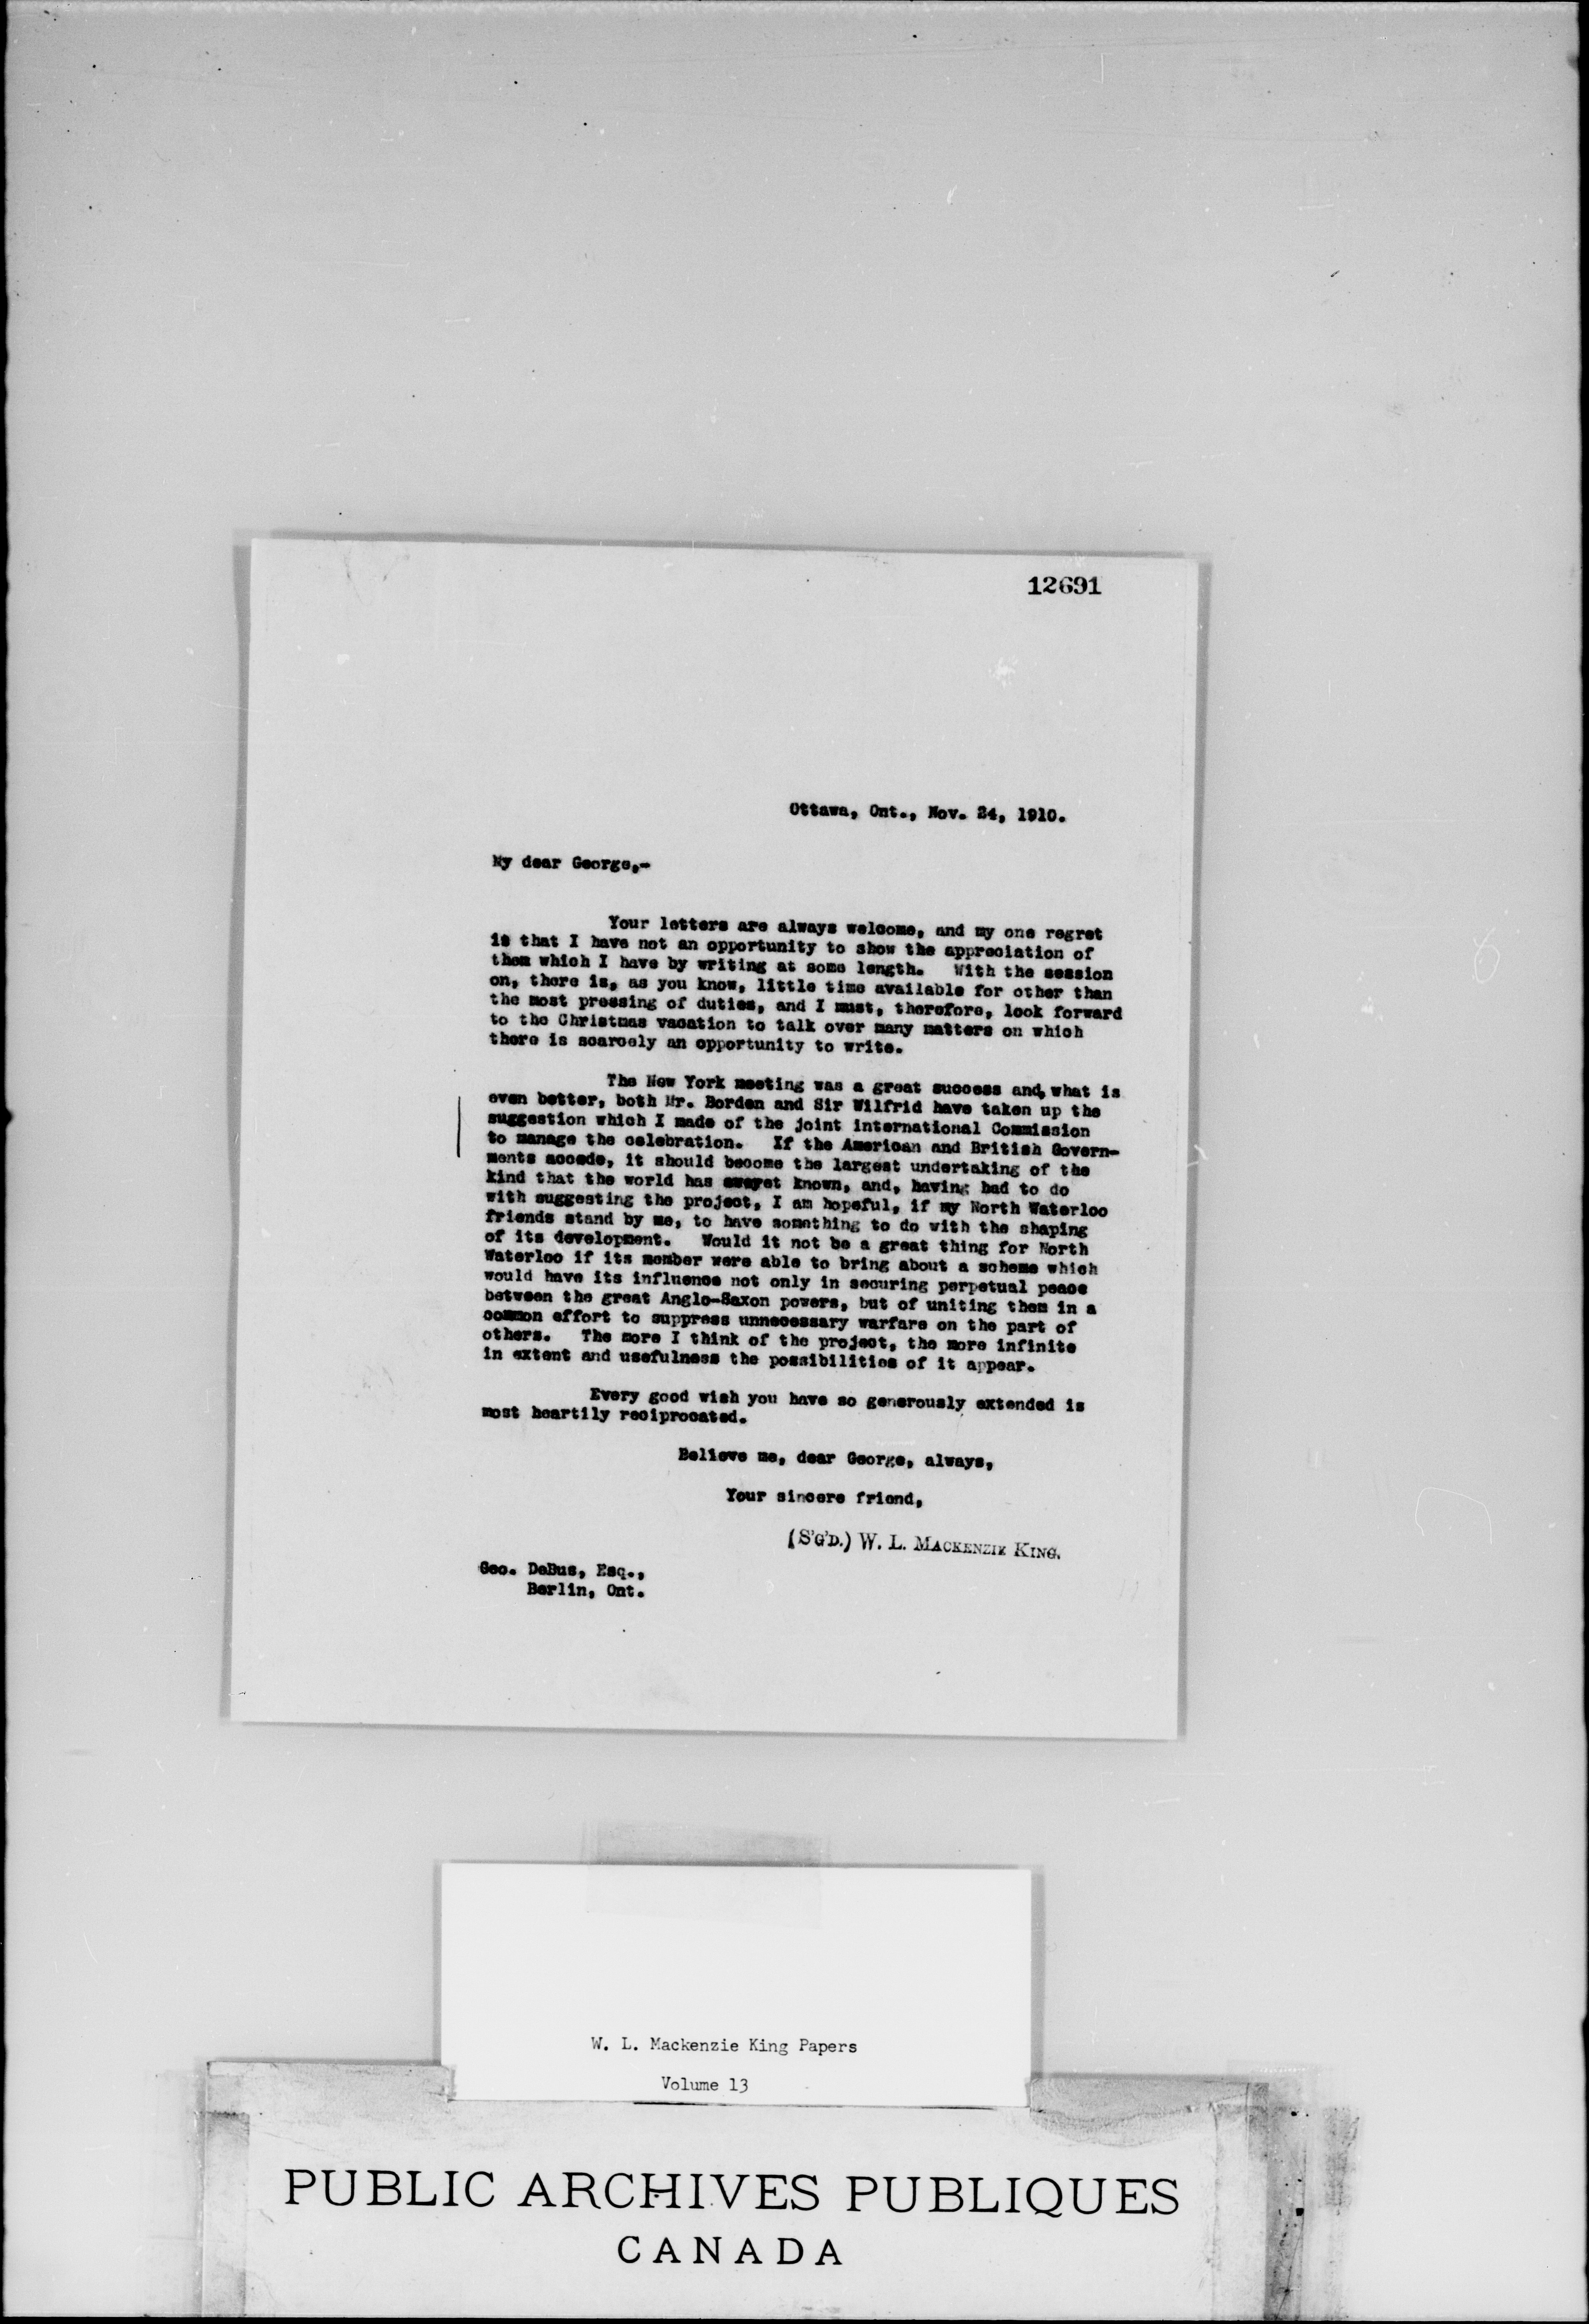 12691
Ottawa, Ont., Nov. 24, 1910.
My dear George,-
Your letters are always welcome, and my one regret
is that I have not an opportunity to show the appreciation of
them which I have by writing at some length. With the session
on, there is, as you know, little time available for other than
the most pressing of duties, and I must, therefore, look forward
to the Christmas vacation to talk over many matters on which
there is scarcely an opportunity to write.
The New York meeting was a great success and, what is
even better, both Mr. Borden and Sir Wilfrid have taken up the
suggestion which I made of the joint international Commission
to manage the celebration. If the American and British Govern-
ments accede, it should become the largest undertaking of the
kind that the world has yet known, and, having had to do
with suggesting the project, I am hopeful, if my North Waterloo
friends stand by me, to have something to do with the shaping
of its development. Would it not be a great thing for North
Waterloo if its member were able to bring about a scheme which
would have its influence not only in securing perpetual peace
between the great Anglo-Saxon powers, but of uniting them in a
common effort to suppress unnecessary warfare on the part of
others. The more I think of the project, the more infinite
in extent and usefulness the possibilities of it appear.
Every good wish you have so generously extended is
most heartily reciprocated.
Believe me, dear George, always,
Your sincere friend,
(S'G'D.) W. L. MACKENZIE KING.
Geo. DeBus, Esq.,
Berlin, Ont.
W. L. Mackenzie King Papers
Volume 13
PUBLIC ARCHIVES PUBLIQUES
CANADA